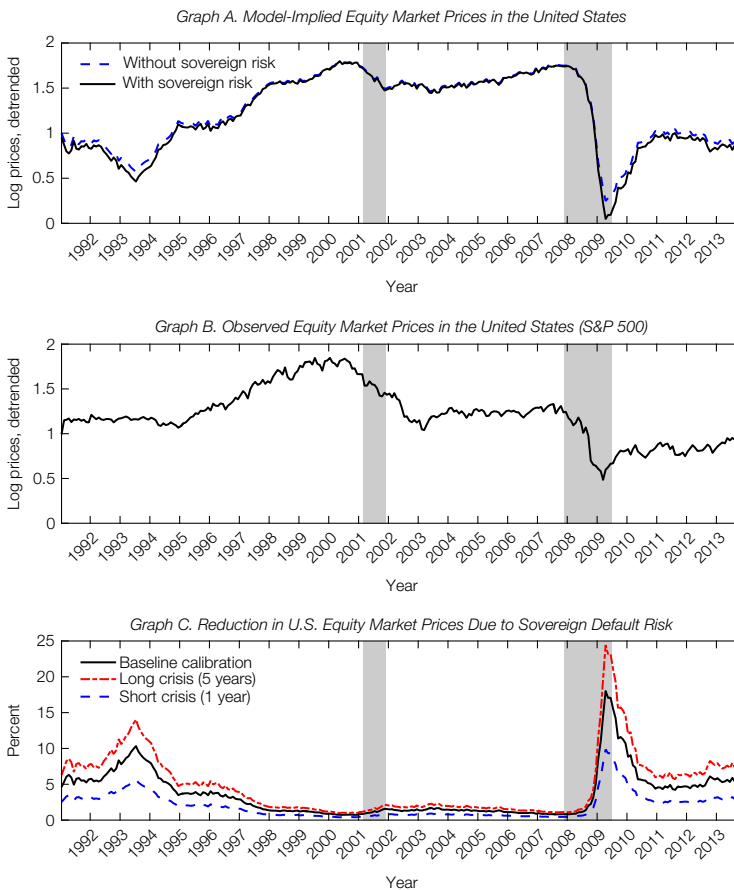 Graph A. Model-Implied Equity Market Prices in the United States
Log prices, detrended
2
1.5
1
0.5
0
Without sovereign risk
With sovereign risk
1992 1993 1994 1995 1996 1997 1998 1999 2000 2001 2002 2003 2004 2005 2006 2007 2008 2009 2010 2011 2012 2013
Year
Graph B. Observed Equity Market Prices in the United States (S&P 500)
Log prices, detrended
2
1.5
1
0.5
0
1992 1993 1994 1995 1996 1997 1998 1999 2000 2001 2002 2003 2004 2005 2006 2007 2008 2009 2010 2011 2012 2013
Year
Graph C. Reduction in U.S. Equity Market Prices Due to Sovereign Default Risk
Percent
25
20
15
10
5
0
Baseline calibration
Long crisis (5 years)
Short crisis (1 year)
1992 1993 1994 1995 1996 1997 1998 1999 2000 2001 2002 2003 2004 2005 2006 2007 2008 2009 2010 2011 2012 2013
Year